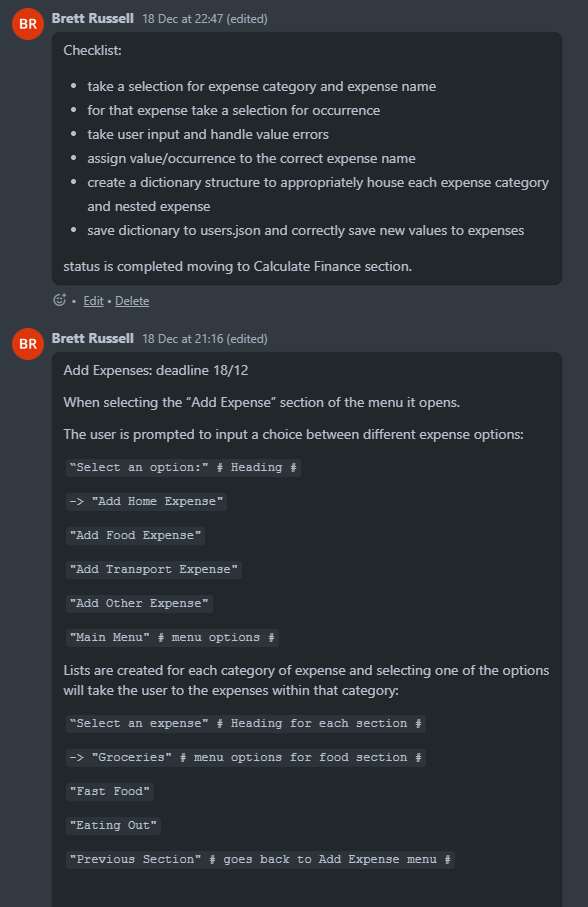 BR
Brett Russell 18 Dec at 22:47 (edited)
Checklist:
• take a selection for expense category and expense name
• for that expense take a selection for occurrence
• take user input and handle value errors
• assign value/occurrence to the correct expense name
• create a dictionary structure to appropriately house each expense category
and nested expense
• save dictionary to users.json and correctly save new values to expenses
status is completed moving to Calculate Finance section.
• Edit • Delete
BR
Brett Russell 18 Dec at 21:16 (edited)
Add Expenses: deadline 18/12
When selecting the “Add Expense” section of the menu it opens.
The user is prompted to input a choice between different expense options:
“Select an option:" # Heading #
-> "Add Home Expense"
"Add Food Expense"
"Add Transport Expense"
"Add Other Expense"
"Main Menu" # menu options #
Lists are created for each category of expense and selecting one of the options
will take the user to the expenses within that category:
“Select an expense" # Heading for each section #
-> "Groceries" # menu options for food section #
"Fast Food"
"Eating Out"
"Previous Section" # goes back to Add Expense menu #